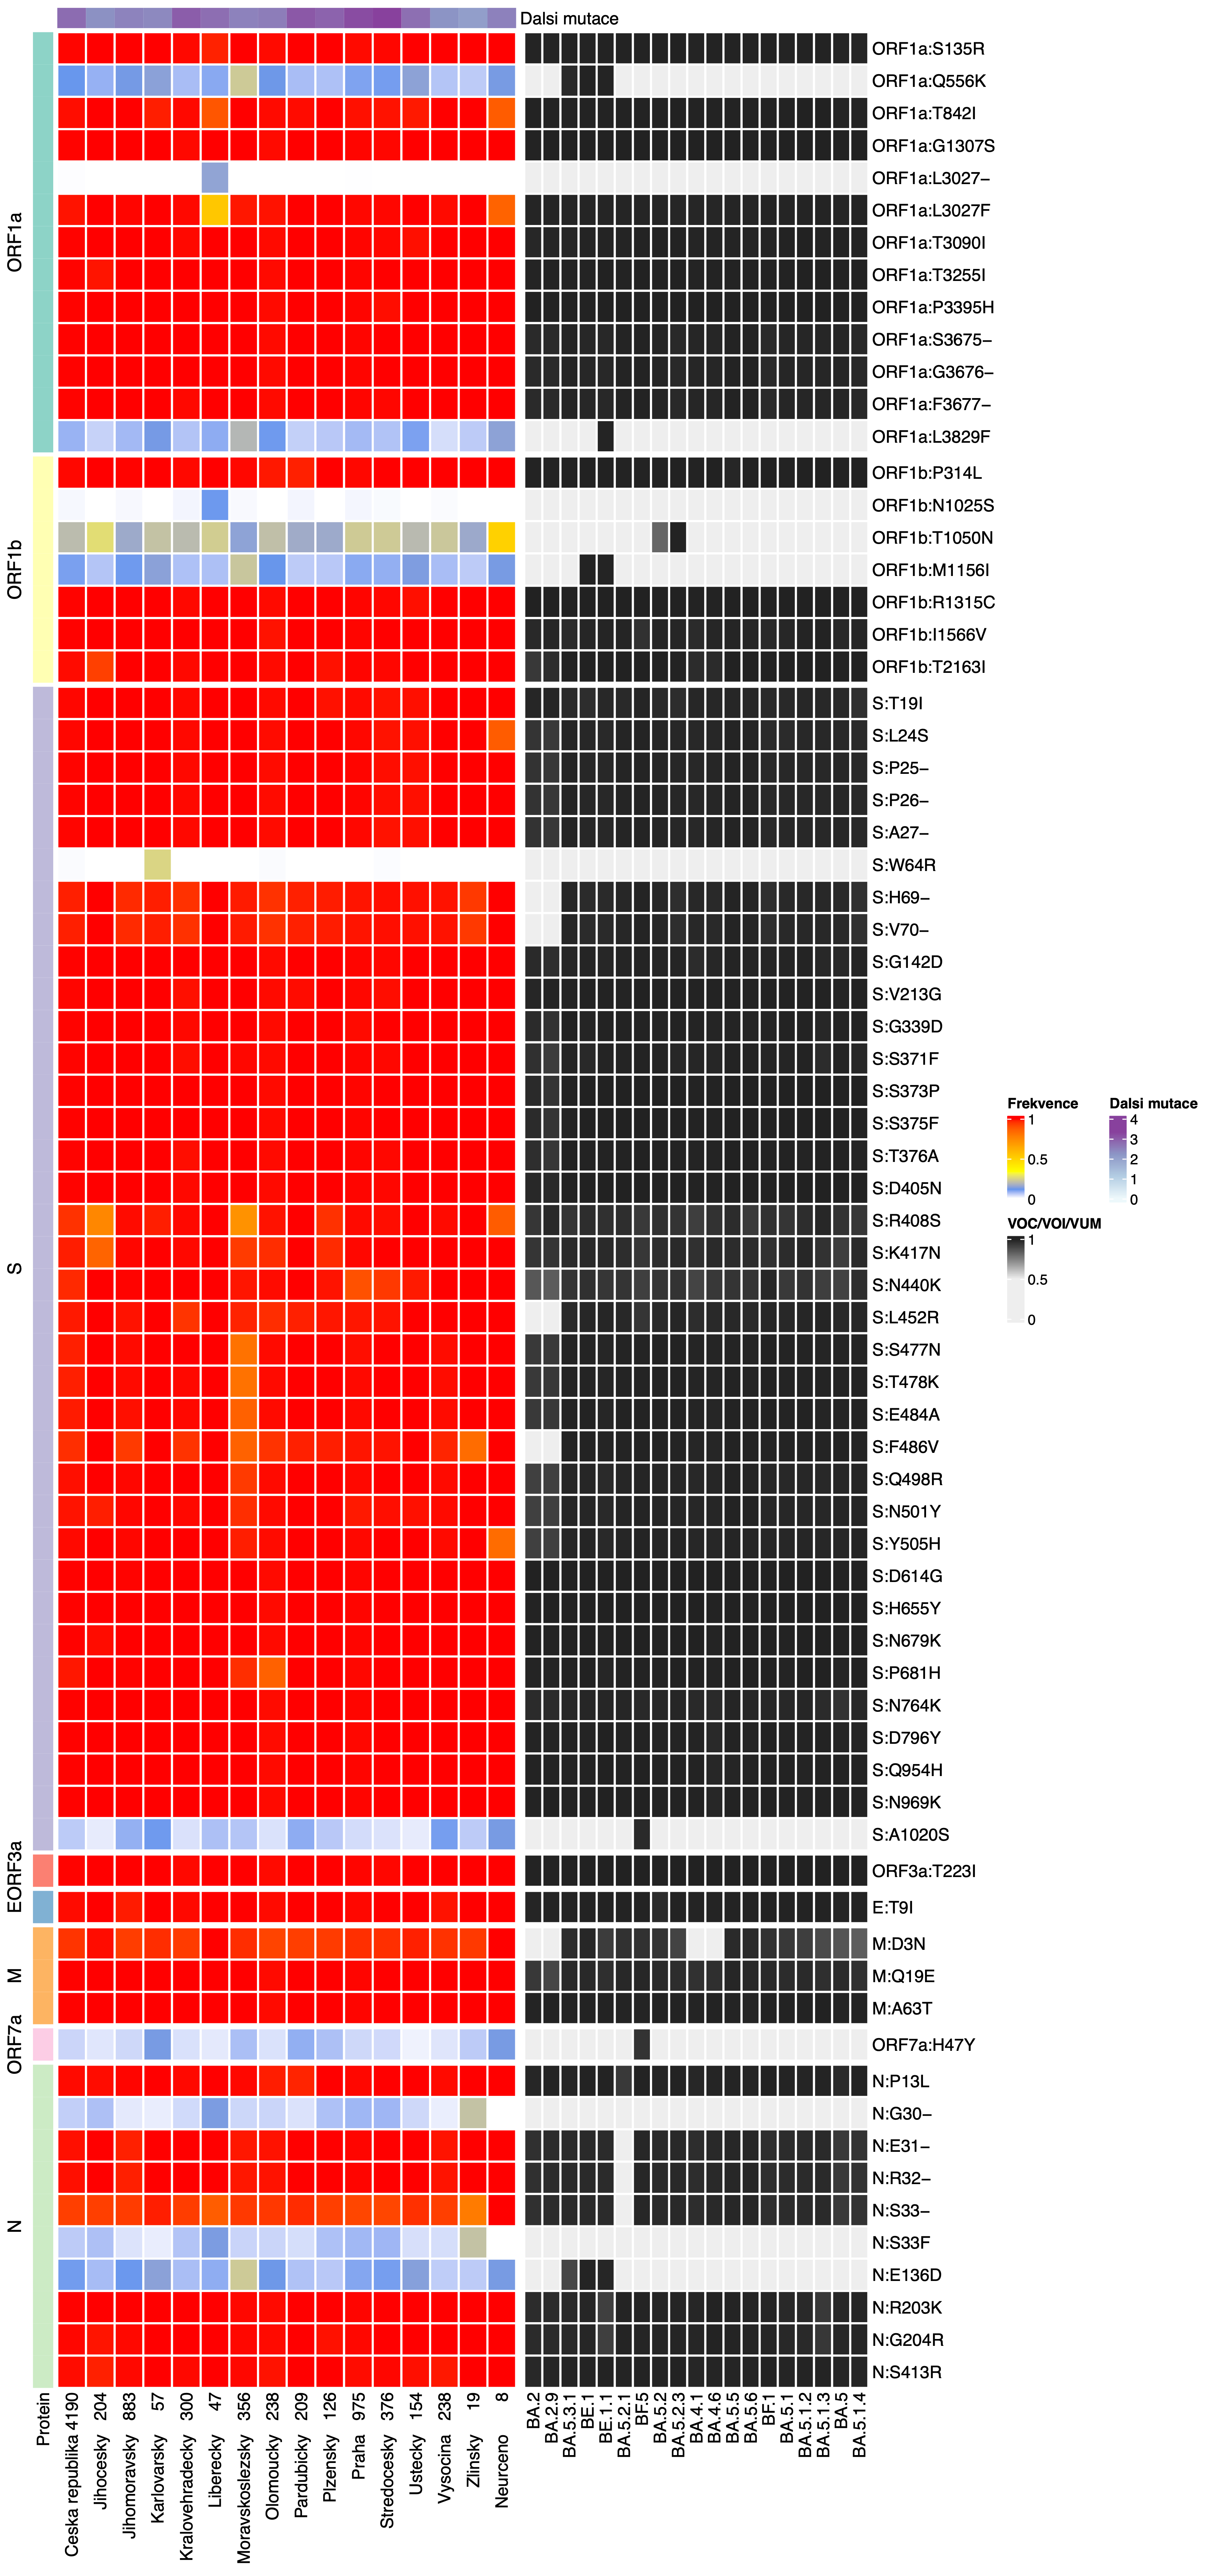 Dalsi mutace
ORF1a
ORF1b
S
EORF3a
M
ORF7a
N
ORF1a:S135R
ORF1a:Q556K
ORF1a:T842I
ORF1a:G1307S
ORF1a:L3027−
ORF1a:L3027F
ORF1a:T3090I
ORF1a:T3255I
ORF1a:P3395H
ORF1a:S3675−
ORF1a:G3676−
ORF1a:F3677−
ORF1a:L3829F
ORF1b:P314L
ORF1b:N1025S
ORF1b:T1050N
ORF1b:M1156I
ORF1b:R1315C
ORF1b:I1566V
ORF1b:T2163I
S:T19I
S:L24S
S:P25−
S:P26−
S:A27−
S:W64R
S:H69−
S:V70−
S:G142D
S:V213G
S:G339D
S:S371F
S:S373P
S:S375F
S:T376A
S:D405N
S:R408S
S:K417N
S:N440K
S:L452R
S:S477N
S:T478K
S:E484A
S:F486V
S:Q498R
S:N501Y
S:Y505H
S:D614G
S:H655Y
S:N679K
S:P681H
S:N764K
S:D796Y
S:Q954H
S:N969K
S:A1020S
ORF3a:T223I
E:T9I
M:D3N
M:Q19E
M:A63T
ORF7a:H47Y
N:P13L
N:G30−
N:E31−
N:R32−
N:S33−
N:S33F
N:E136D
N:R203K
N:G204R
N:S413R
Frekvence
1
0.5
0
Dalsi mutace
4
3
2
1
0
VOC/VOI/VUM
1
0.5
0
Protein
Ceska republika 4190
Jihocesky 204
Jihomoravsky 883
Karlovarsky 57
Kralovehradecky 300
Liberecky 47
Moravskoslezsky 356
Olomoucky 238
Pardubicky 209
Plzensky 126
Praha 975
Stredocesky 376
Ustecky 154
Vysocina 238
Zlinsky 19
Neurceno 8
BA.2
BA.2.9
BA.5.3.1
BE.1
BE.1.1
BA.5.2.1
BF.5
BA.5.2
BA.5.2.3
BA.4.1
BA.4.6
BA.5.5
BA.5.6
BF.1
BA.5.1
BA.5.1.2
BA.5.1.3
BA.5
BA.5.1.4